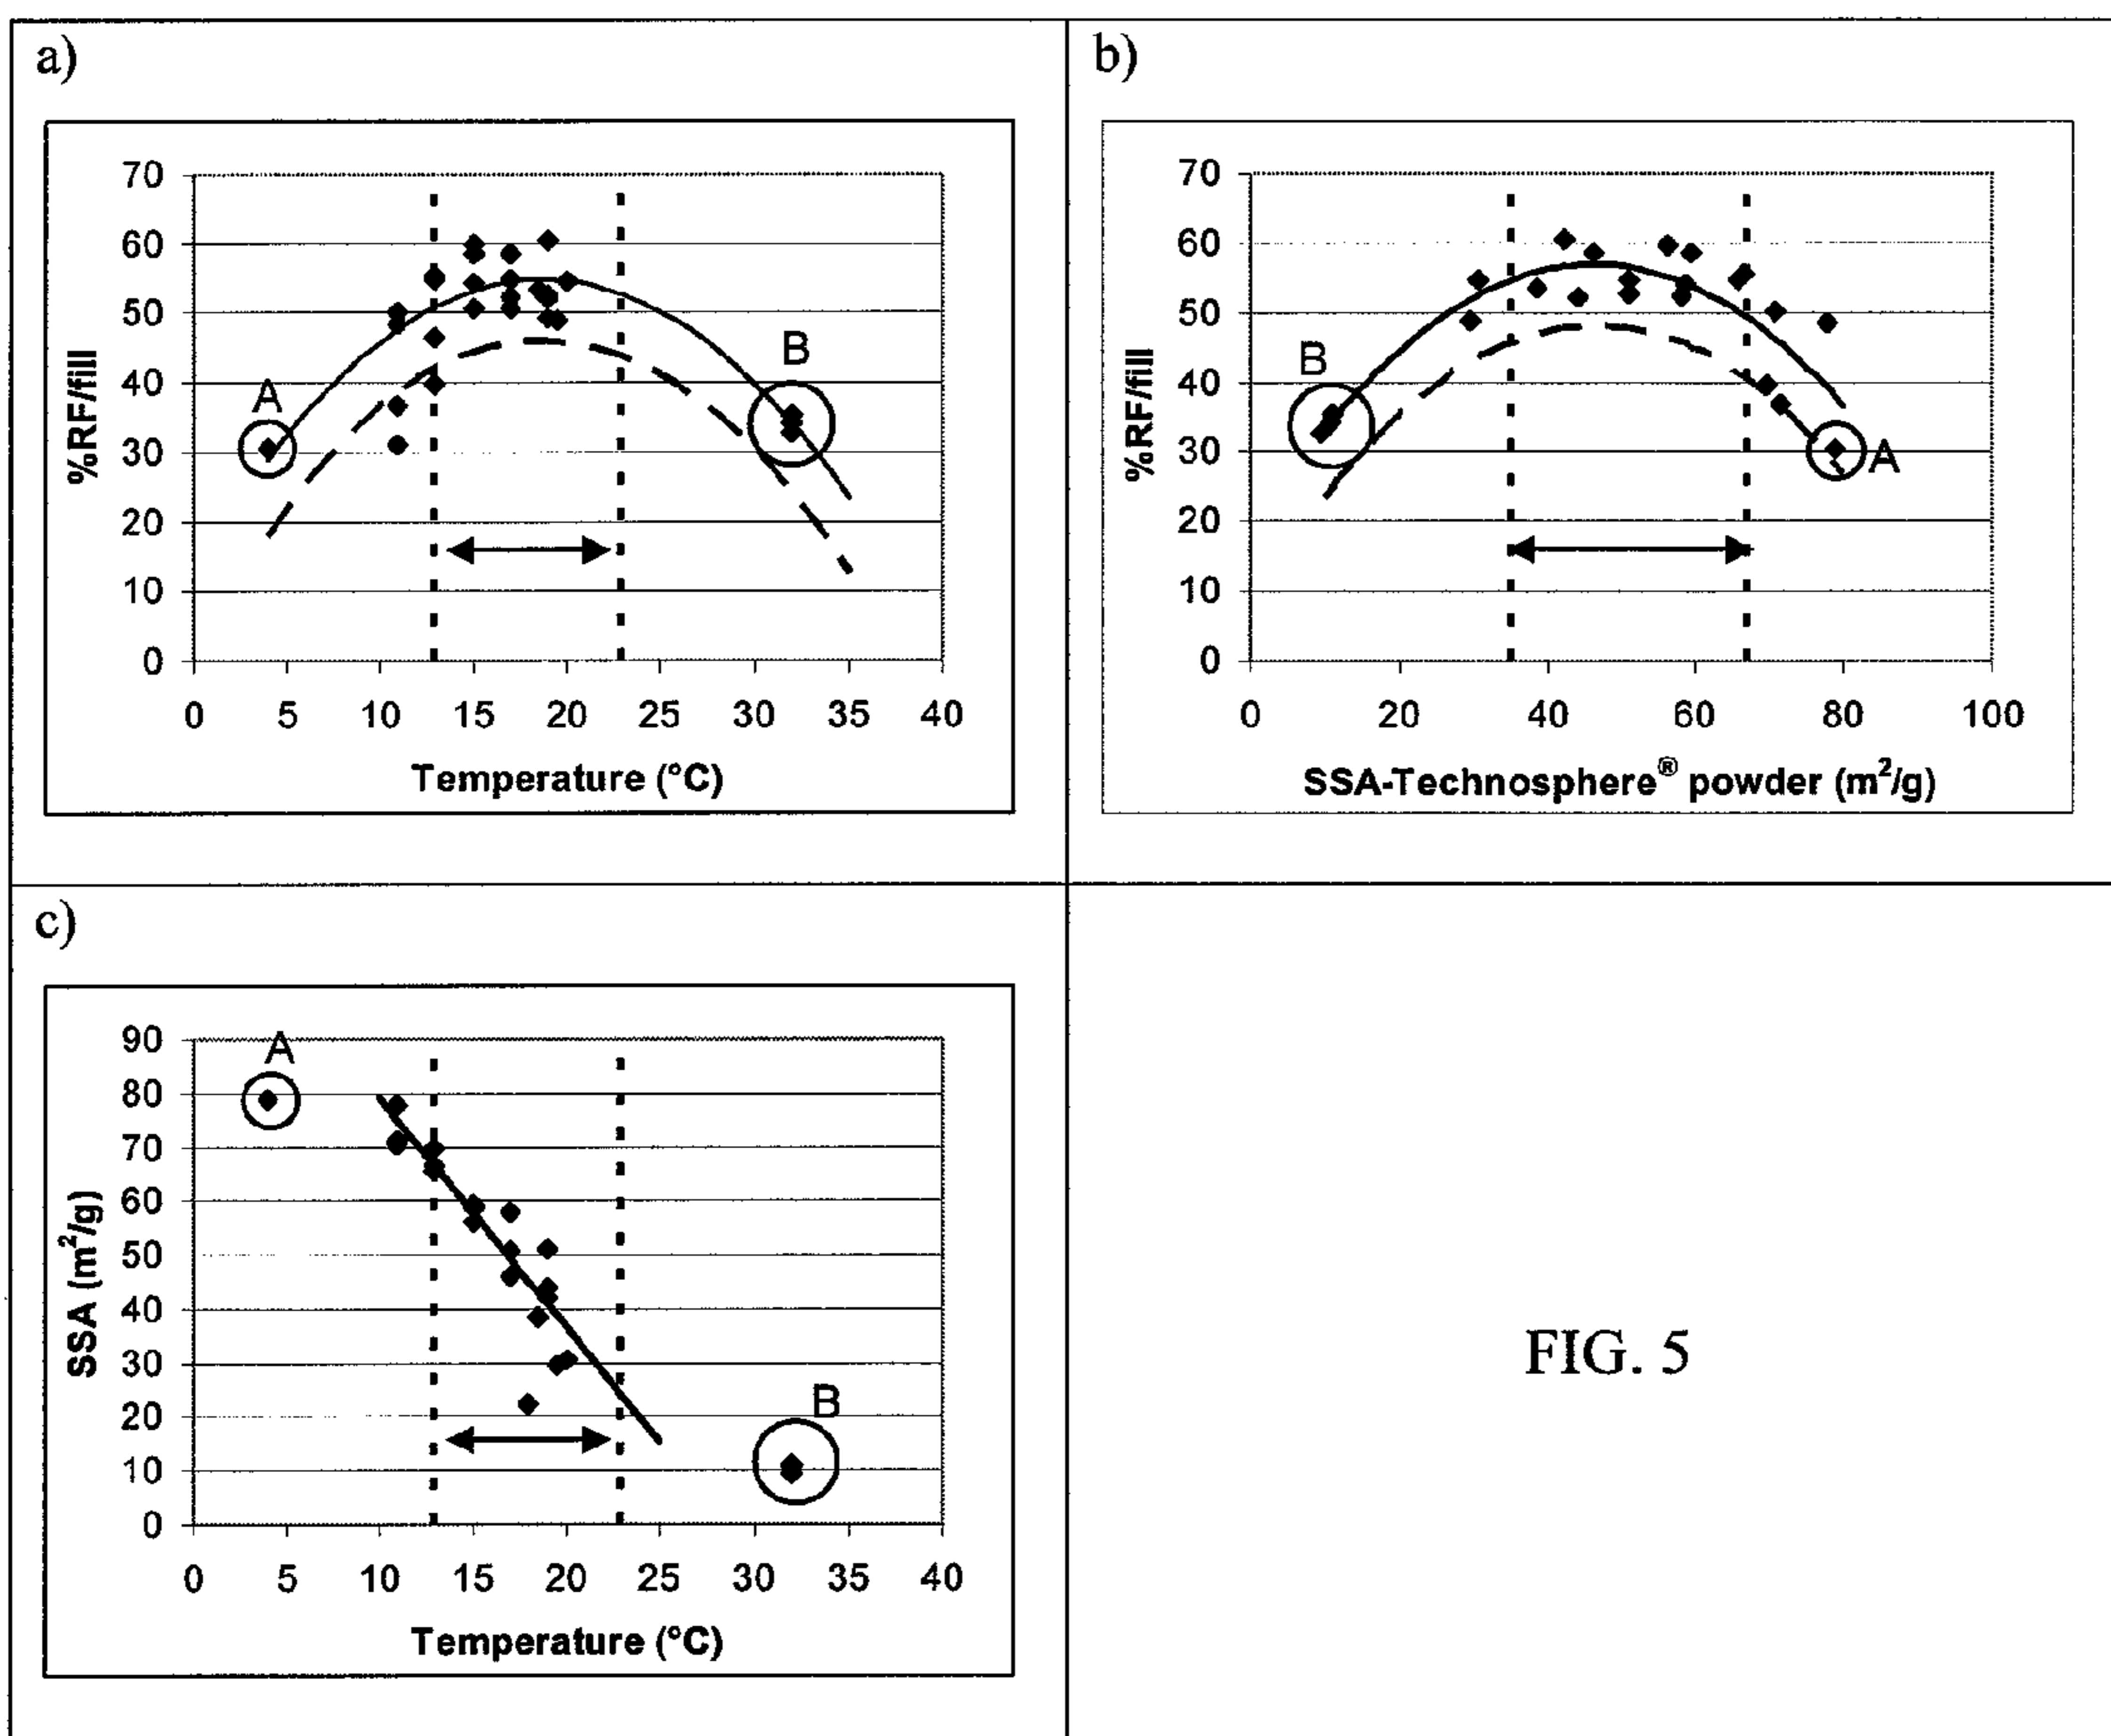 a)
70
60
50
40
30
20
10
0
%RF/fill
A
B
0 5 10 15 20 25 30 35 40
Temperature (°C)
b)
70
60
50
40
30
20
10
0
%RF/fill
B
A
0 20 40 60 80 100
SSA-Technosphere® powder (m²/g)
c)
90
80
70
60
50
40
30
20
10
0
SSA (m²/g)
A
B
0 5 10 15 20 25 30 35 40
Temperature (°C)
FIG. 5